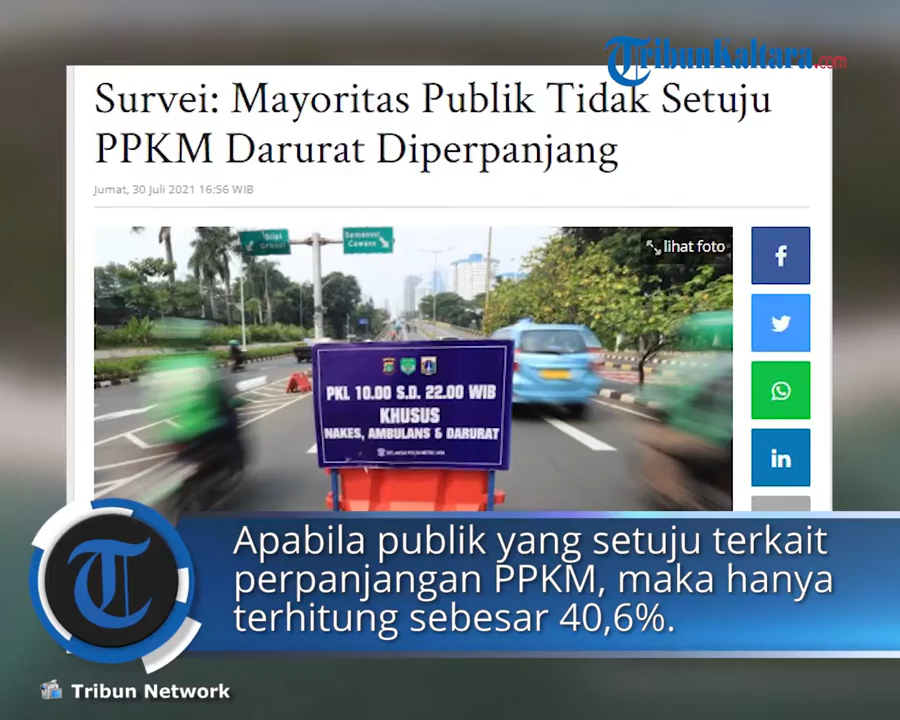 TribunKaltara.com
Survei: Mayoritas Publik Tidak Setuju
PPKM Darurat Diperpanjang
Jumat, 30 Juli 2021 16:56 WIB
lihat foto
Slipi
Grogol
Semanggi
Cawang
PKL 10.00 S.D. 22.00 WIB
KHUSUS
NAKES, AMBULANS & DARURAT
Apabila publik yang setuju terkait
perpanjangan PPKM, maka hanya
terhitung sebesar 40,6%.
Tribun Network